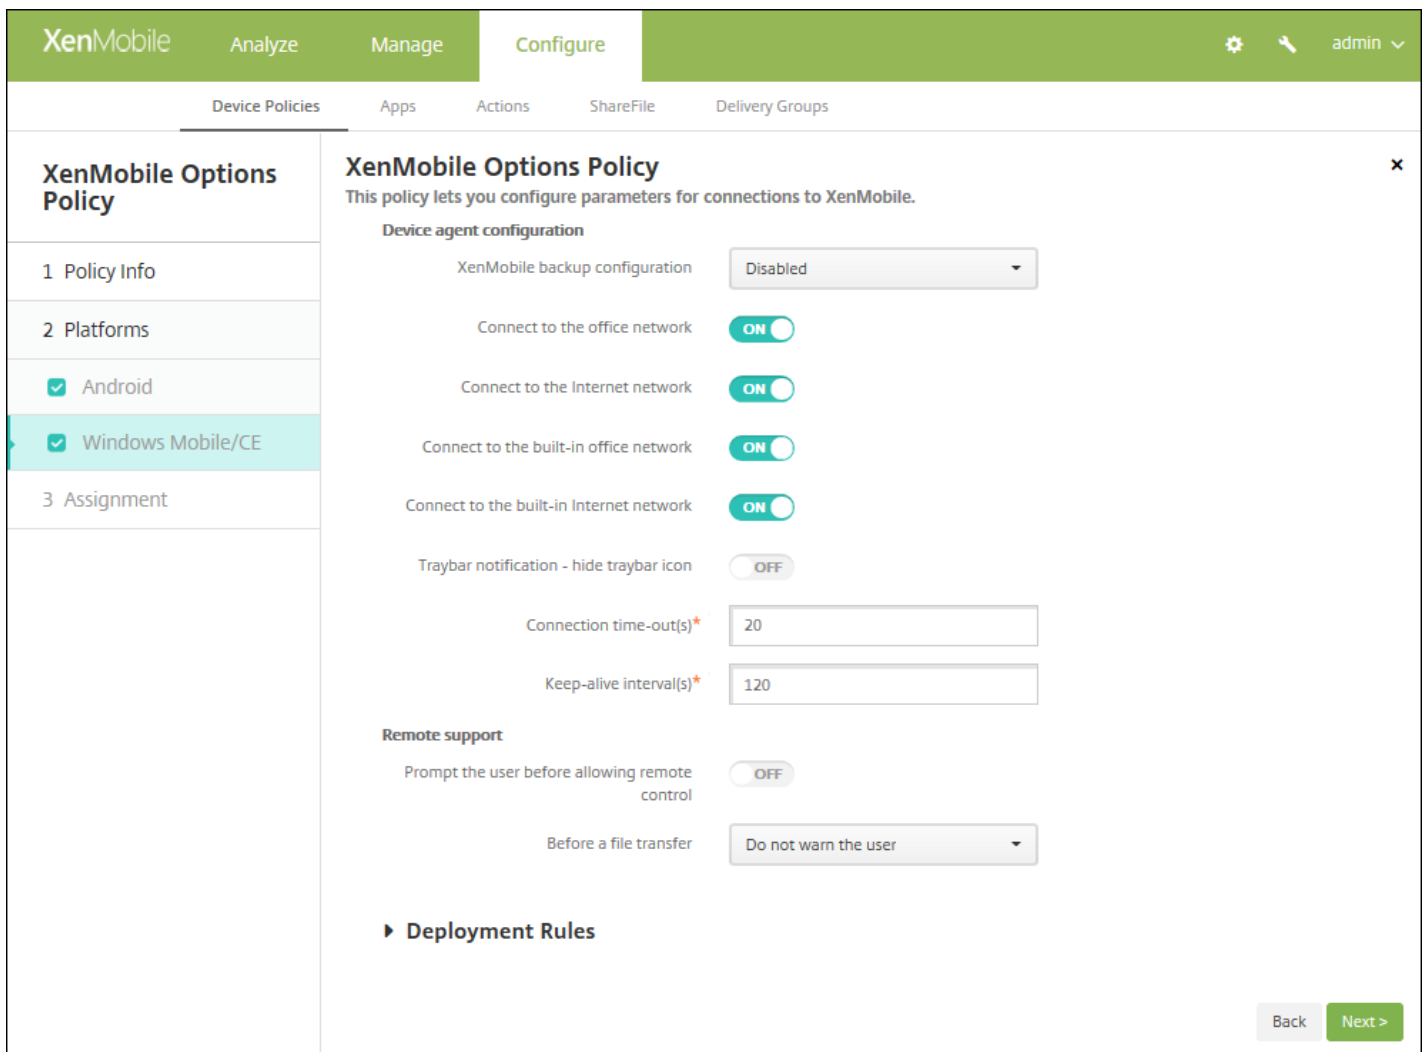 XenMobile Analyze Manage Configure admin
Device Policies Apps Actions ShareFile Delivery Groups
XenMobile Options
Policy
1 Policy Info
2 Platforms
Android
Windows Mobile/CE
3 Assignment
XenMobile Options Policy
This policy lets you configure parameters for connections to XenMobile.
Device agent configuration
XenMobile backup configuration Disabled
Connect to the office network ON
Connect to the Internet network ON
Connect to the built-in office network ON
Connect to the built-in Internet network ON
Traybar notification - hide traybar icon OFF
Connection time-out(s)* 20
Keep-alive interval(s)* 120
Remote support
Prompt the user before allowing remote
control OFF
Before a file transfer Do not warn the user
Deployment Rules
Back Next >